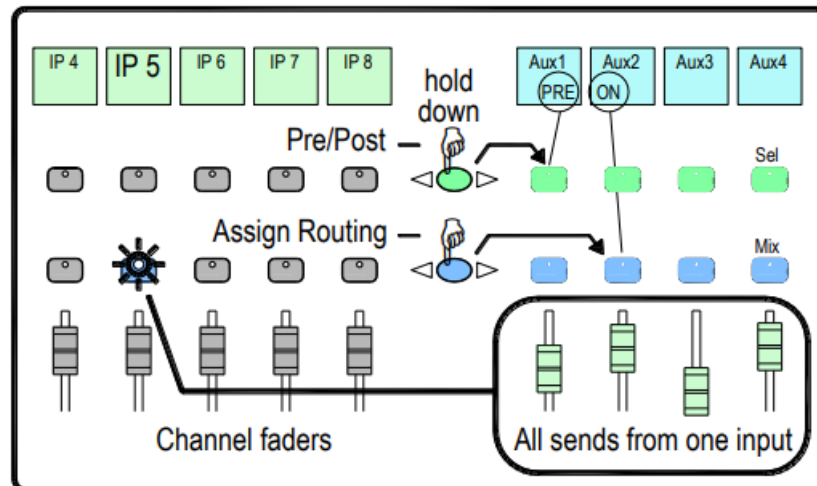 IP 4
IP 5
IP 6
IP 7
IP 8
hold
down
Aux1
PRE
Aux2
ON
Aux3
Aux4
Pre/Post
Sel
Assign Routing
Mix
Channel faders
All sends from one input